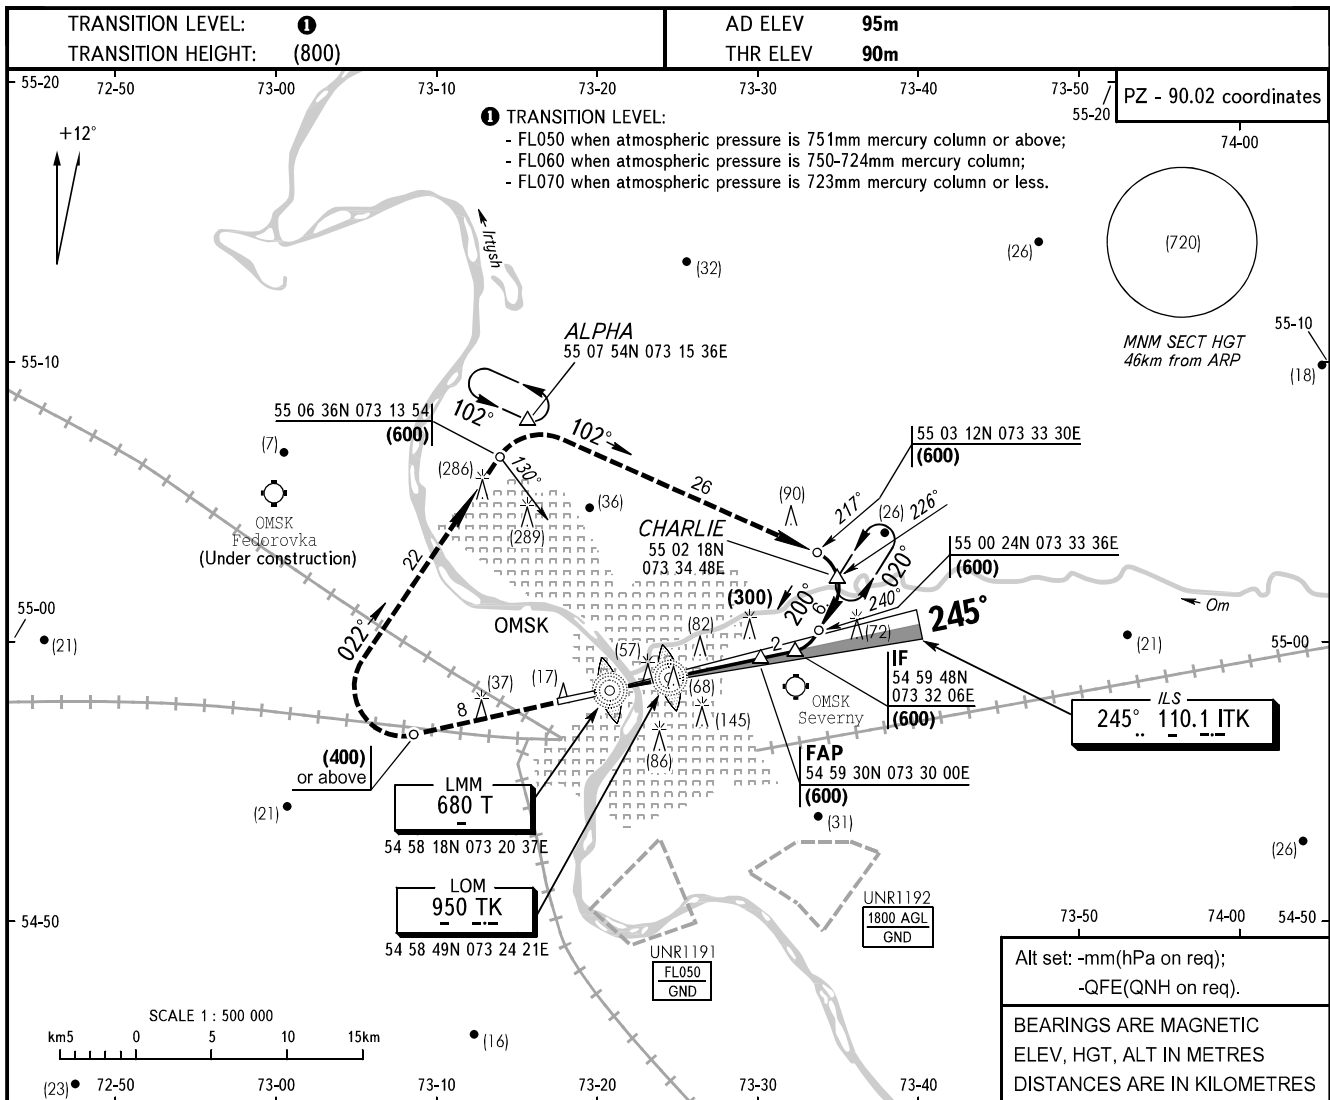 TRANSITION LEVEL: ❶
TRANSITION HEIGHT: (800)
AD ELEV 95m
THR ELEV 90m
55-20 72-50 73-00 73-10 73-20 73-30 73-40 73-50
55-20
PZ - 90.02 coordinates
74-00
+12°
❶ TRANSITION LEVEL:
- FL050 when atmospheric pressure is 751mm mercury column or above;
- FL060 when atmospheric pressure is 750-724mm mercury column;
- FL070 when atmospheric pressure is 723mm mercury column or less.
Irtysh
(32)
(26)
(720)
MNM SECT HGT
46km from ARP
55-10
(18)
55-10
ALPHA
55 07 54N 073 15 36E
55 06 36N 073 13 54
(600)
102°
102°
130°
26
(7)
(286)
(289)
(36)
(90)
217°
226°
(26)
55 03 12N 073 33 30E
(600)
OMSK
Fedorovka
(Under construction)
CHARLIE
55 02 18N
073 34 48E
020°
55 00 24N 073 33 36E
(600)
22
022°
200°
6
240°
245°
Om
55-00
(21)
OMSK
(300)
(82)
(72)
(57)
2
(21)
55-00
IF
54 59 48N
073 32 06E
(600)
(17)
(37)
(68)
(145)
(86)
8
OMSK
Severny
ILS
245° 110.1 ITK
(400)
or above
FAP
54 59 30N 073 30 00E
(600)
LMM
680 T
54 58 18N 073 20 37E
(21)
(31)
(26)
LOM
950 TK
54 58 49N 073 24 21E
UNR1192
1800 AGL
GND
UNR1191
FL050
GND
54-50
73-50 74-00 54-50
Alt set: -mm(hPa on req);
-QFE(QNH on req).
SCALE 1 : 500 000
km5 0 5 10 15km
(16)
(23)
BEARINGS ARE MAGNETIC
ELEV, HGT, ALT IN METRES
DISTANCES ARE IN KILOMETRES
72-50 73-00 73-10 73-20 73-30 73-40